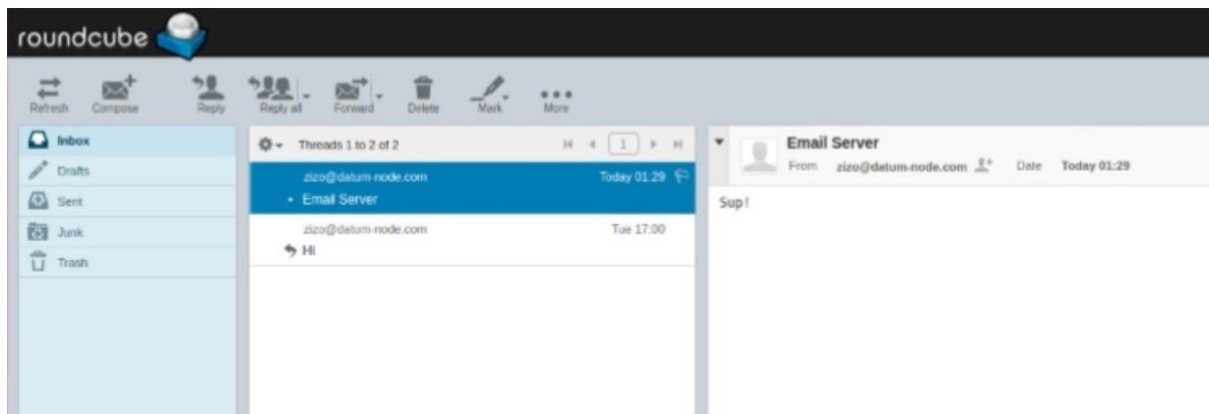 roundcube
Refresh Compose Reply Reply all Forward Delete Mark More
Inbox
Drafts
Sent
Junk
Trash
Threads 1 to 2 of 2 1
zizo@datum-node.com Today 01:29
• Email Server
zizo@datum-node.com Tue 17:00
Hi
Email Server
From zizo@datum-node.com Date Today 01:29
Sup!